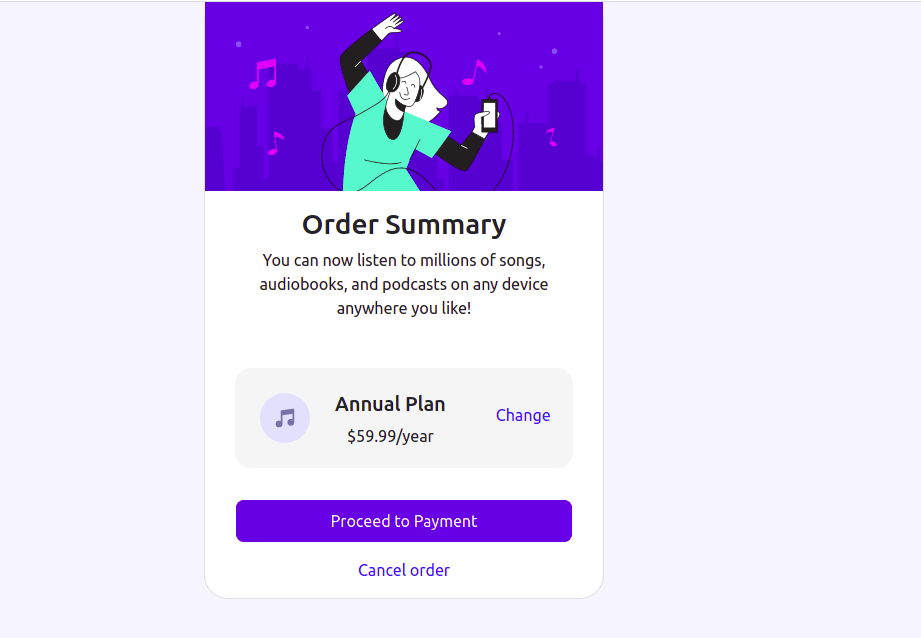 Order Summary
You can now listen to millions of songs,
audiobooks, and podcasts on any device
anywhere you like!
Annual Plan
$59.99/year
Change
Proceed to Payment
Cancel order